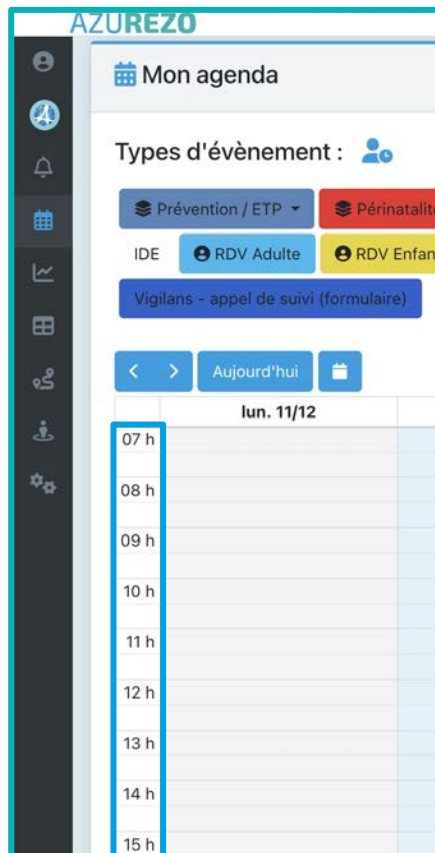 AZUREZO
Mon agenda
Types d'évènement :
Prévention / ETP
Périnatalit
IDE
RDV Adulte
RDV Enfan
Vigilans - appel de suivi (formulaire)
Aujourd'hui
lun. 11/12
07 h
08 h
09 h
10 h
11 h
12 h
13 h
14 h
15 h